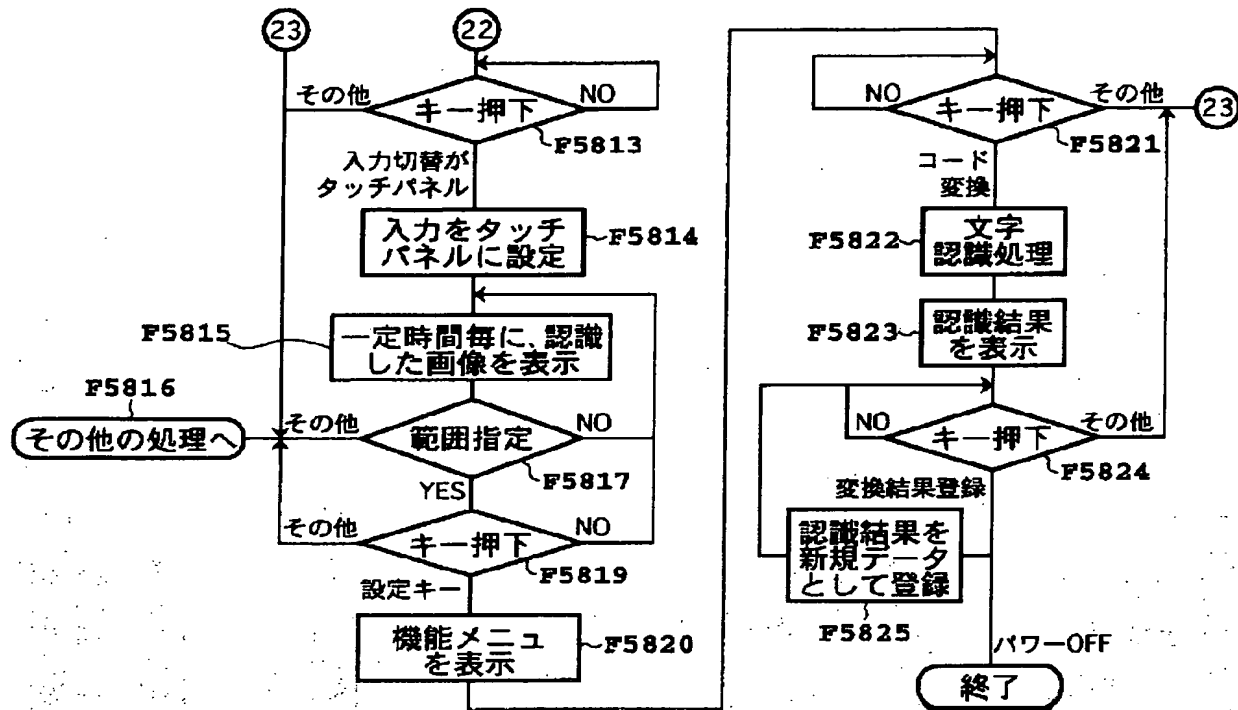 23
22
その他
キー押下
NO
F5813
入力切替が
タッチパネル
入力をタッチ
パネルに設定
F5814
F5815
一定時間毎に、認識
した画像を表示
F5816
その他の処理へ
その他
範囲指定
NO
F5817
YES
その他
キー押下
NO
F5819
設定キー
機能メニュ
を表示
F5820
NO
キー押下
その他
23
F5821
コード
変換
F5822
文字
認識処理
F5823
認識結果
を表示
NO
キー押下
その他
F5824
変換結果登録
認識結果を
新規データ
として登録
F5825
パワーOFF
終了